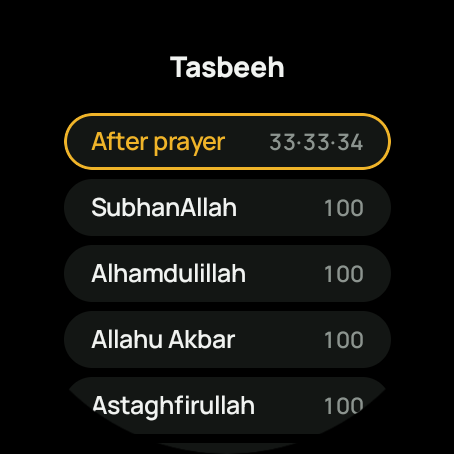 Tasbeeh
After prayer 33·33·34
SubhanAllah 100
Alhamdulillah 100
Allahu Akbar 100
Astaghfirullah 100